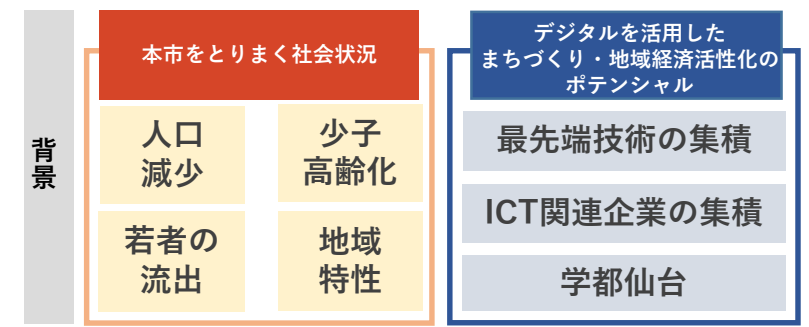 背景
本市をとりまく社会状況
人口
減少
少子
高齢化
若者の
流出
地域
特性
デジタルを活用した
まちづくり・地域経済活性化の
ポテンシャル
最先端技術の集積
ICT関連企業の集積
学都仙台